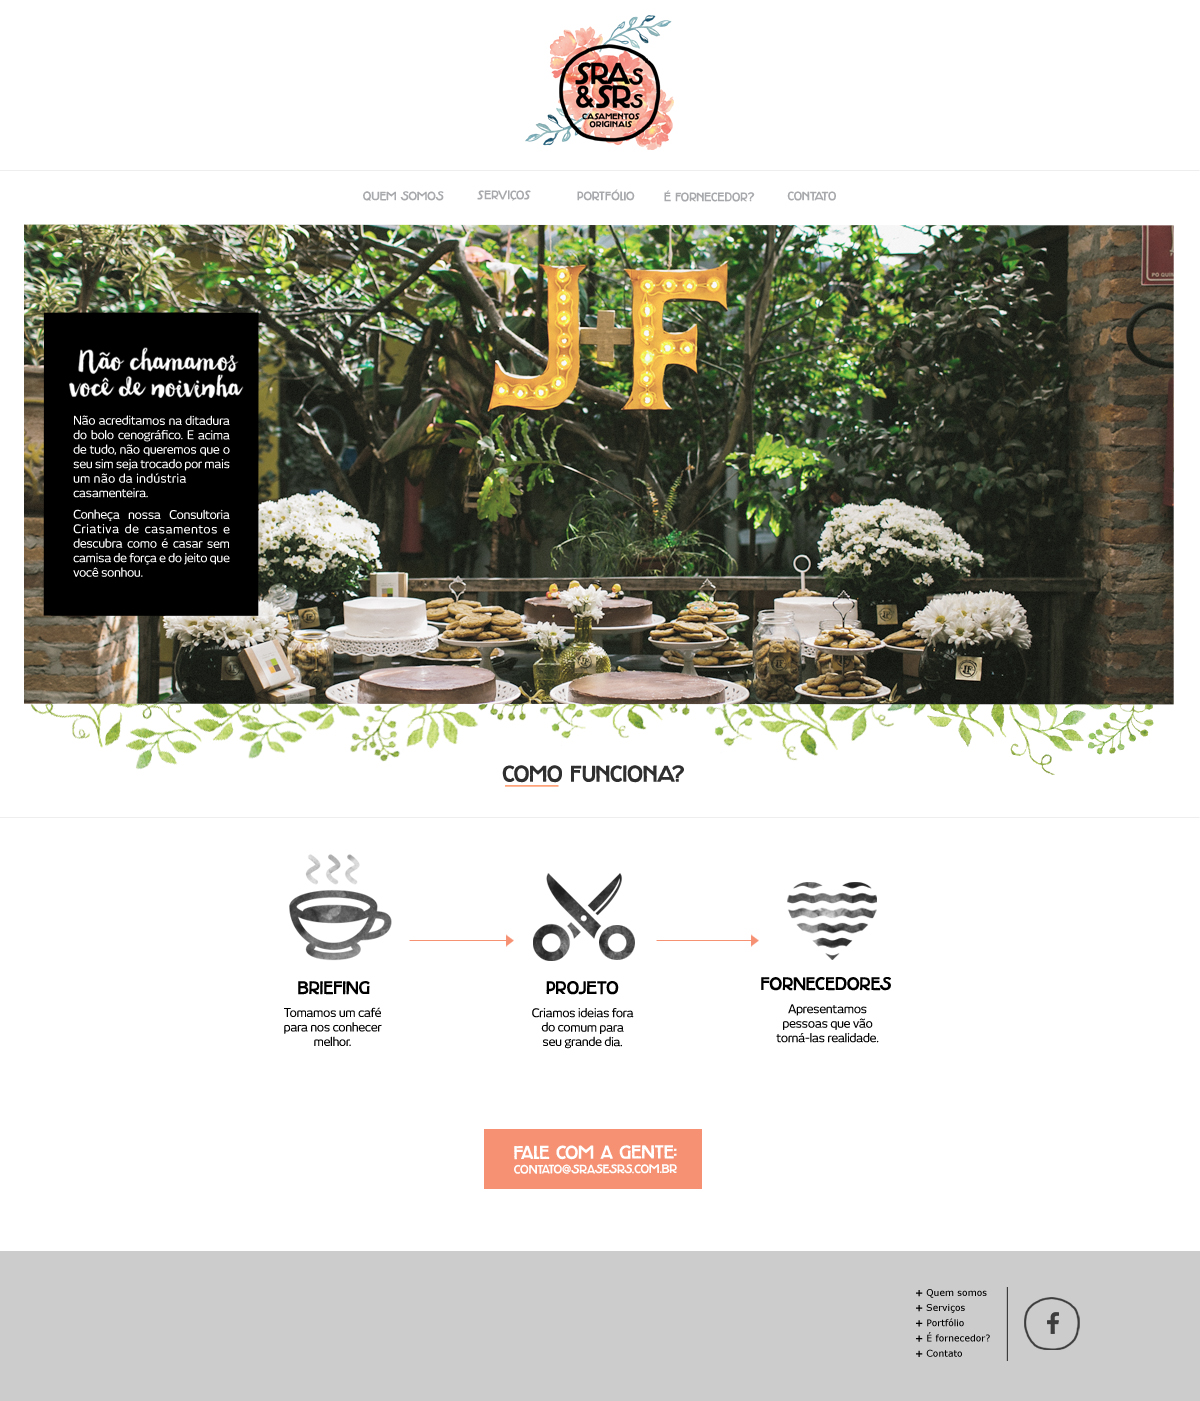 SRAs
&SRs
CASAMENTOS
ORIGINAIS
QUEM SOMOS
SERVIÇOS
PORTFÓLIO
É FORNECEDOR?
CONTATO
J+F
Não chamamos
você de noivinha
Não acreditamos na ditadura
do bolo cenográfico. E acima
de tudo, não queremos que o
seu sim seja trocado por mais
um não da indústria
casamenteira.
Conheça nossa Consultoria
Criativa de casamentos e
descubra como é casar sem
camisa de força e do jeito que
você sonhou.
COMO FUNCIONA?
BRIEFING
Tomamos um café
para nos conhecer
melhor.
PROJETO
Criamos ideias fora
do comum para
seu grande dia.
FORNECEDORES
Apresentamos
pessoas que vão
torná-las realidade.
FALE COM A GENTE:
CONTATO@SRASESRS.COM.BR
+ Quem somos
+ Serviços
+ Portfólio
+ É fornecedor?
+ Contato
f